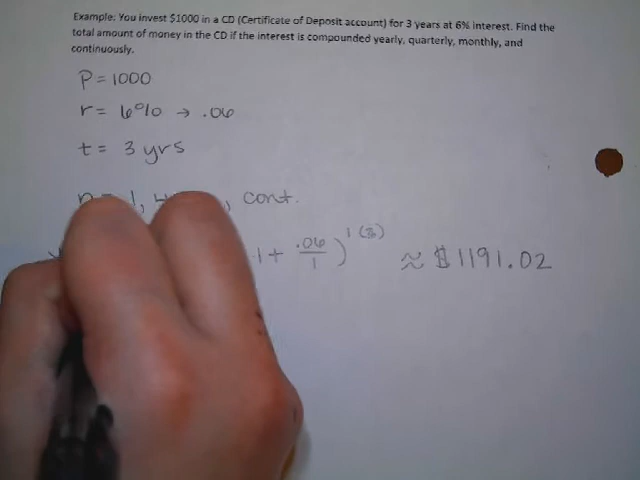 Example: You invest $1000 in a CD (Certificate of Deposit account) for 3 years at 6% interest. Find the
total amount of money in the CD if the interest is compounded yearly, quarterly, monthly, and
continuously.
P = 1000
r = 6% → .06
t = 3 yrs
n = 1, 4, cont.
1 + .06/1 )^1(3) ≈ $1191.02